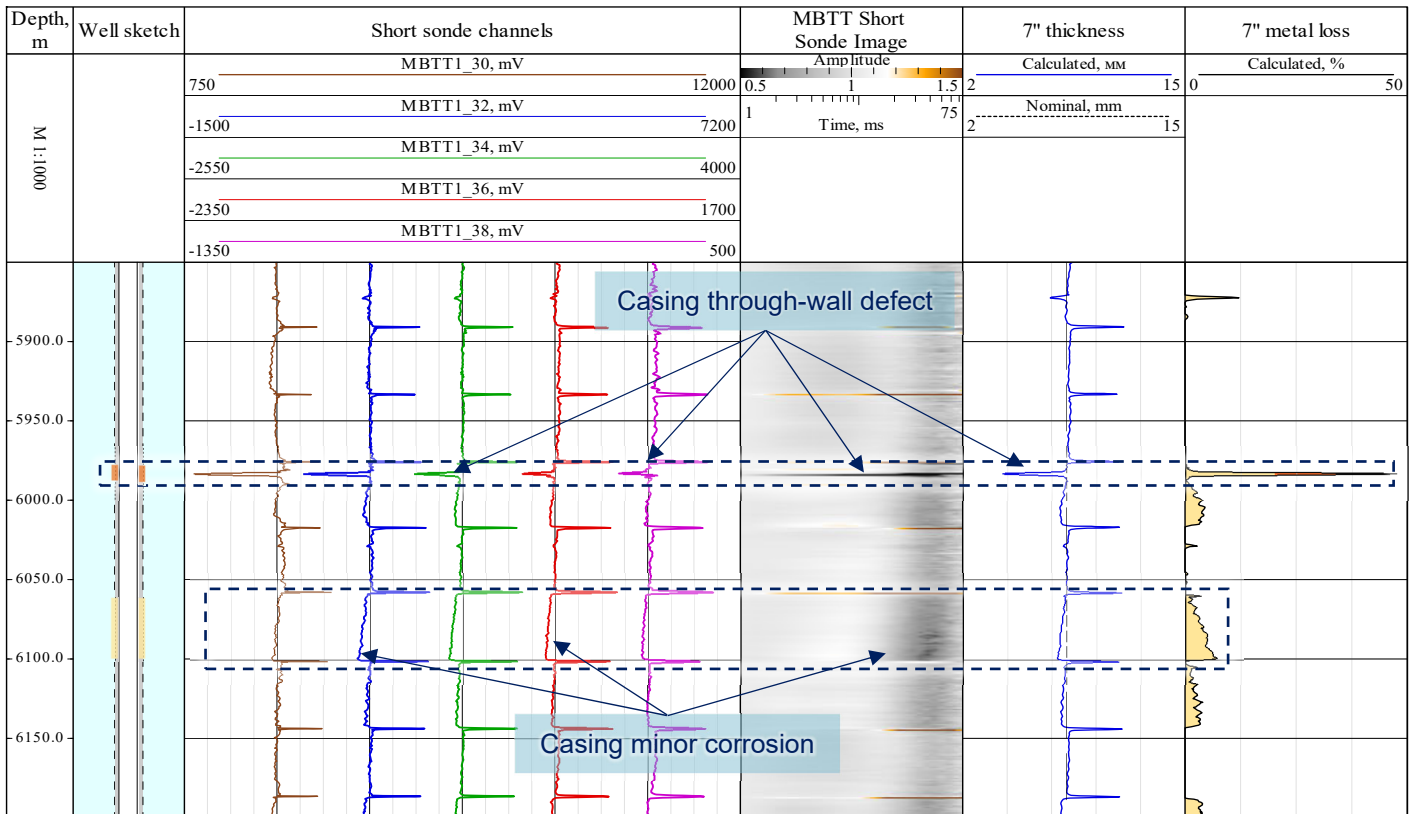 Depth,
m
Well sketch
Short sonde channels
MBTT Short
Sonde Image
7" thickness
7" metal loss
M 1:1000
MBTT1_30, mV
750
12000
MBTT1_32, mV
-1500
7200
MBTT1_34, mV
-2550
4000
MBTT1_36, mV
-2350
1700
MBTT1_38, mV
-1350
500
Amplitude
0.5
1
1.5
1
75
Time, ms
Calculated, мм
2
15
Nominal, mm
2
15
Calculated, %
0
50
Casing through-wall defect
5900.0
5950.0
6000.0
6050.0
6100.0
6150.0
Casing minor corrosion